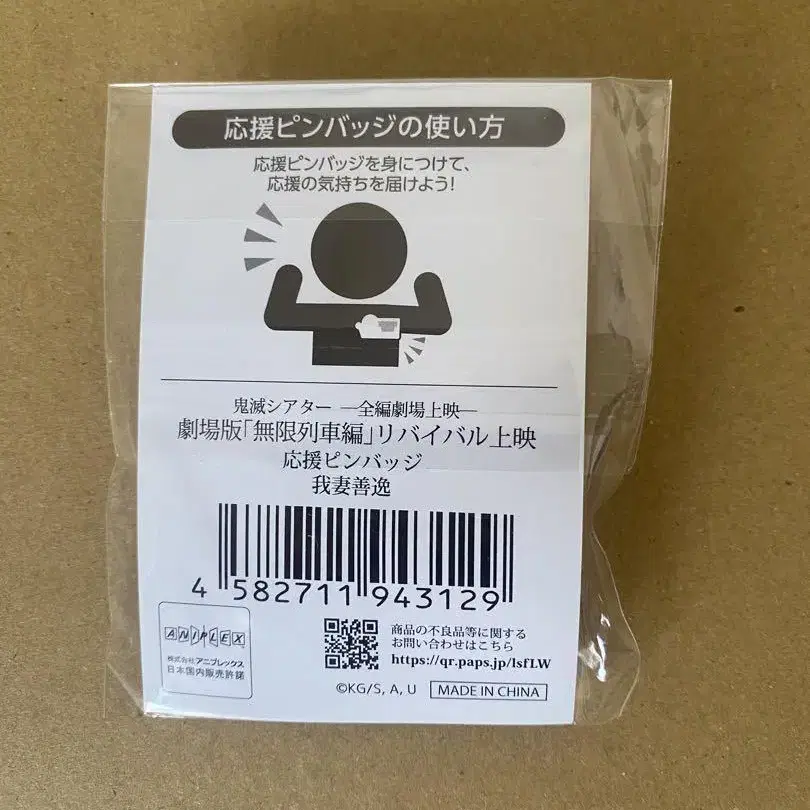 応援ピンバッジの使い方
応援ピンバッジを身につけて、
応援の気持ちを届けよう!
鬼滅シアター ―全編劇場上映―
劇場版「無限列車編」リバイバル上映
応援ピンバッジ
我妻善逸
4 582711 943129
ANIPLEX
株式会社アニプレックス
日本国内販売許諾
商品の不良品等に関する
お問い合わせはこちら
https://qr.paps.jp/lsfLW
©KG/S, A, U
MADE IN CHINA